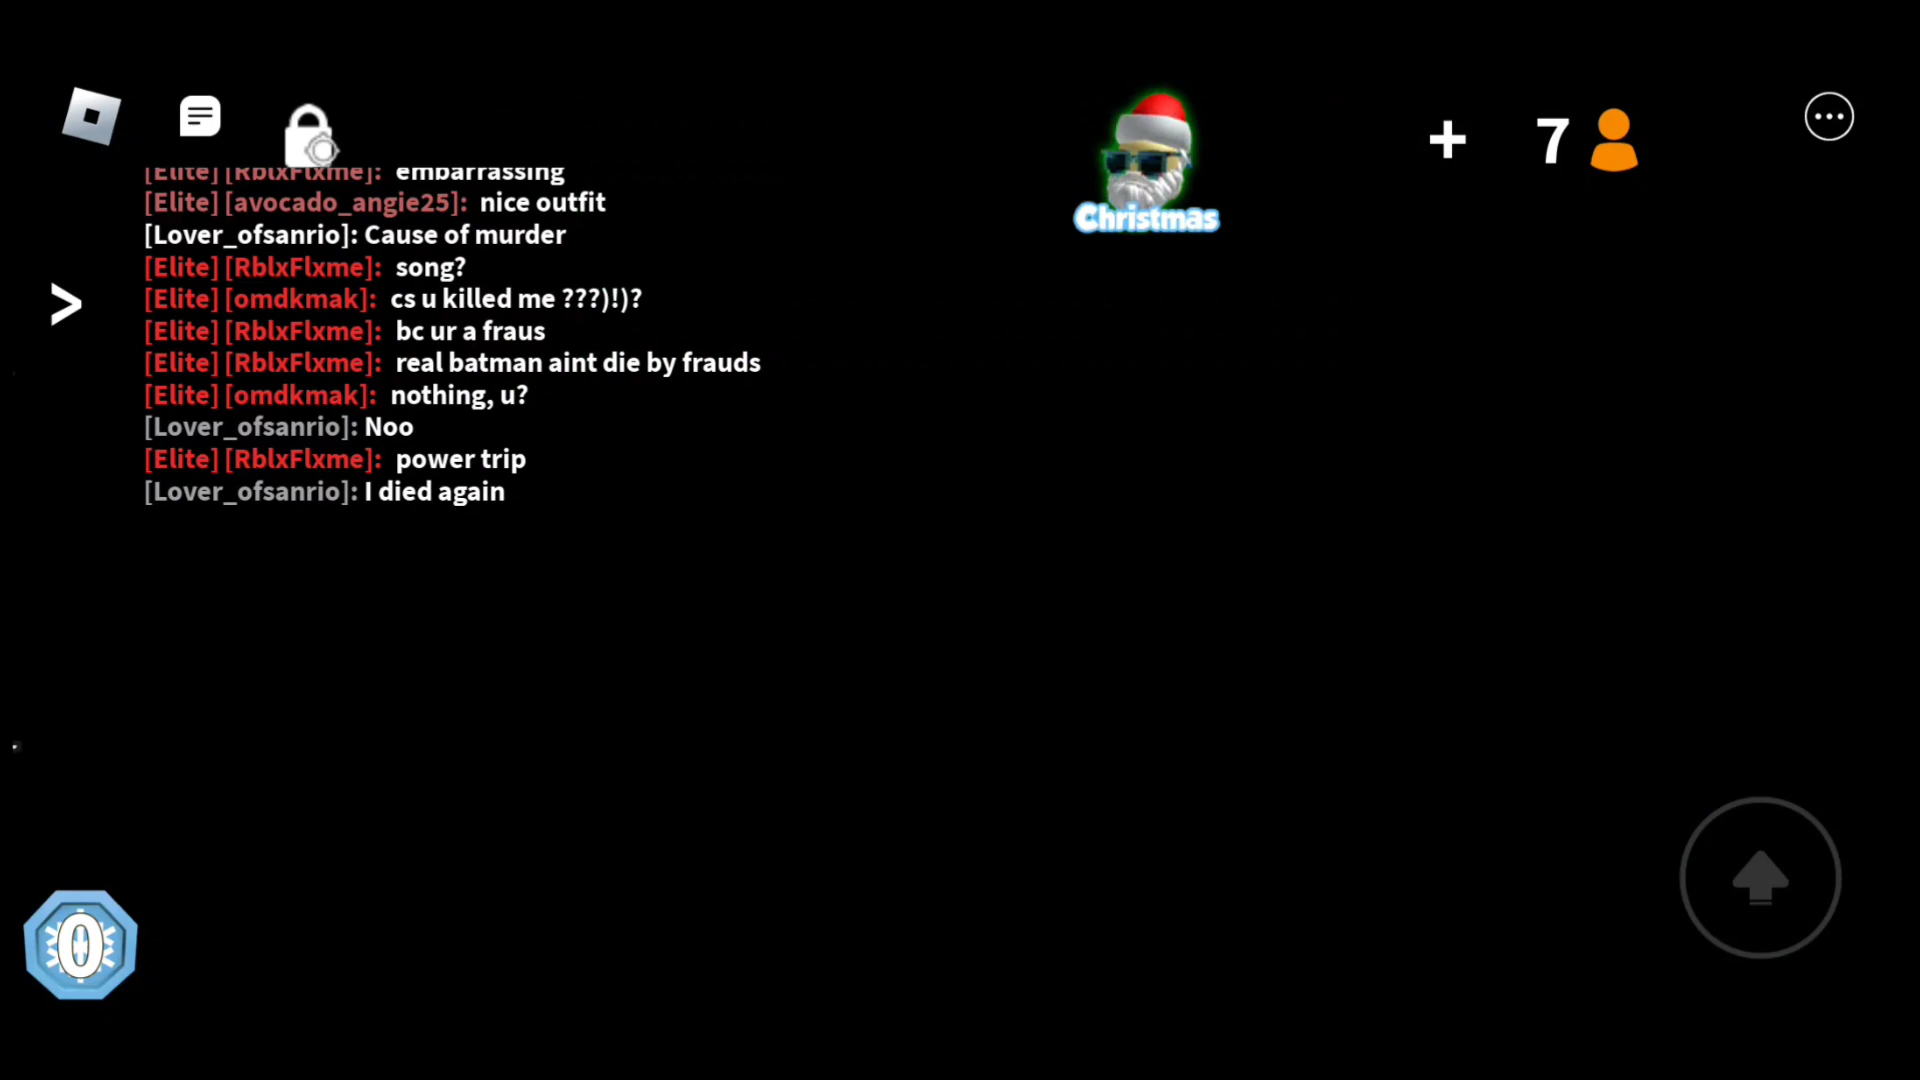 [Elite] [RblxFlxme]: embarrassing
[Elite] [avocado_angie25]: nice outfit
[Lover_ofsanrio]: Cause of murder
[Elite] [RblxFlxme]: song?
[Elite] [omdkmak]: cs u killed me ???)!)?
[Elite] [RblxFlxme]: bc ur a fraus
[Elite] [RblxFlxme]: real batman aint die by frauds
[Elite] [omdkmak]: nothing, u?
[Lover_ofsanrio]: Noo
[Elite] [RblxFlxme]: power trip
[Lover_ofsanrio]: I died again
>
Christmas
+ 7
0